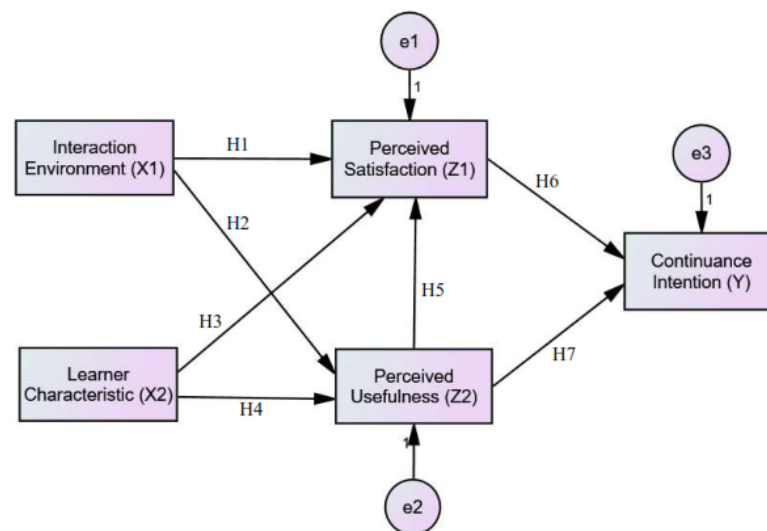 e1
1
Interaction
Environment (X1)
H1
Perceived
Satisfaction (Z1)
e3
1
H2
H6
Continuance
Intention (Y)
H3
H5
H7
Learner
Characteristic (X2)
H4
Perceived
Usefulness (Z2)
1
e2